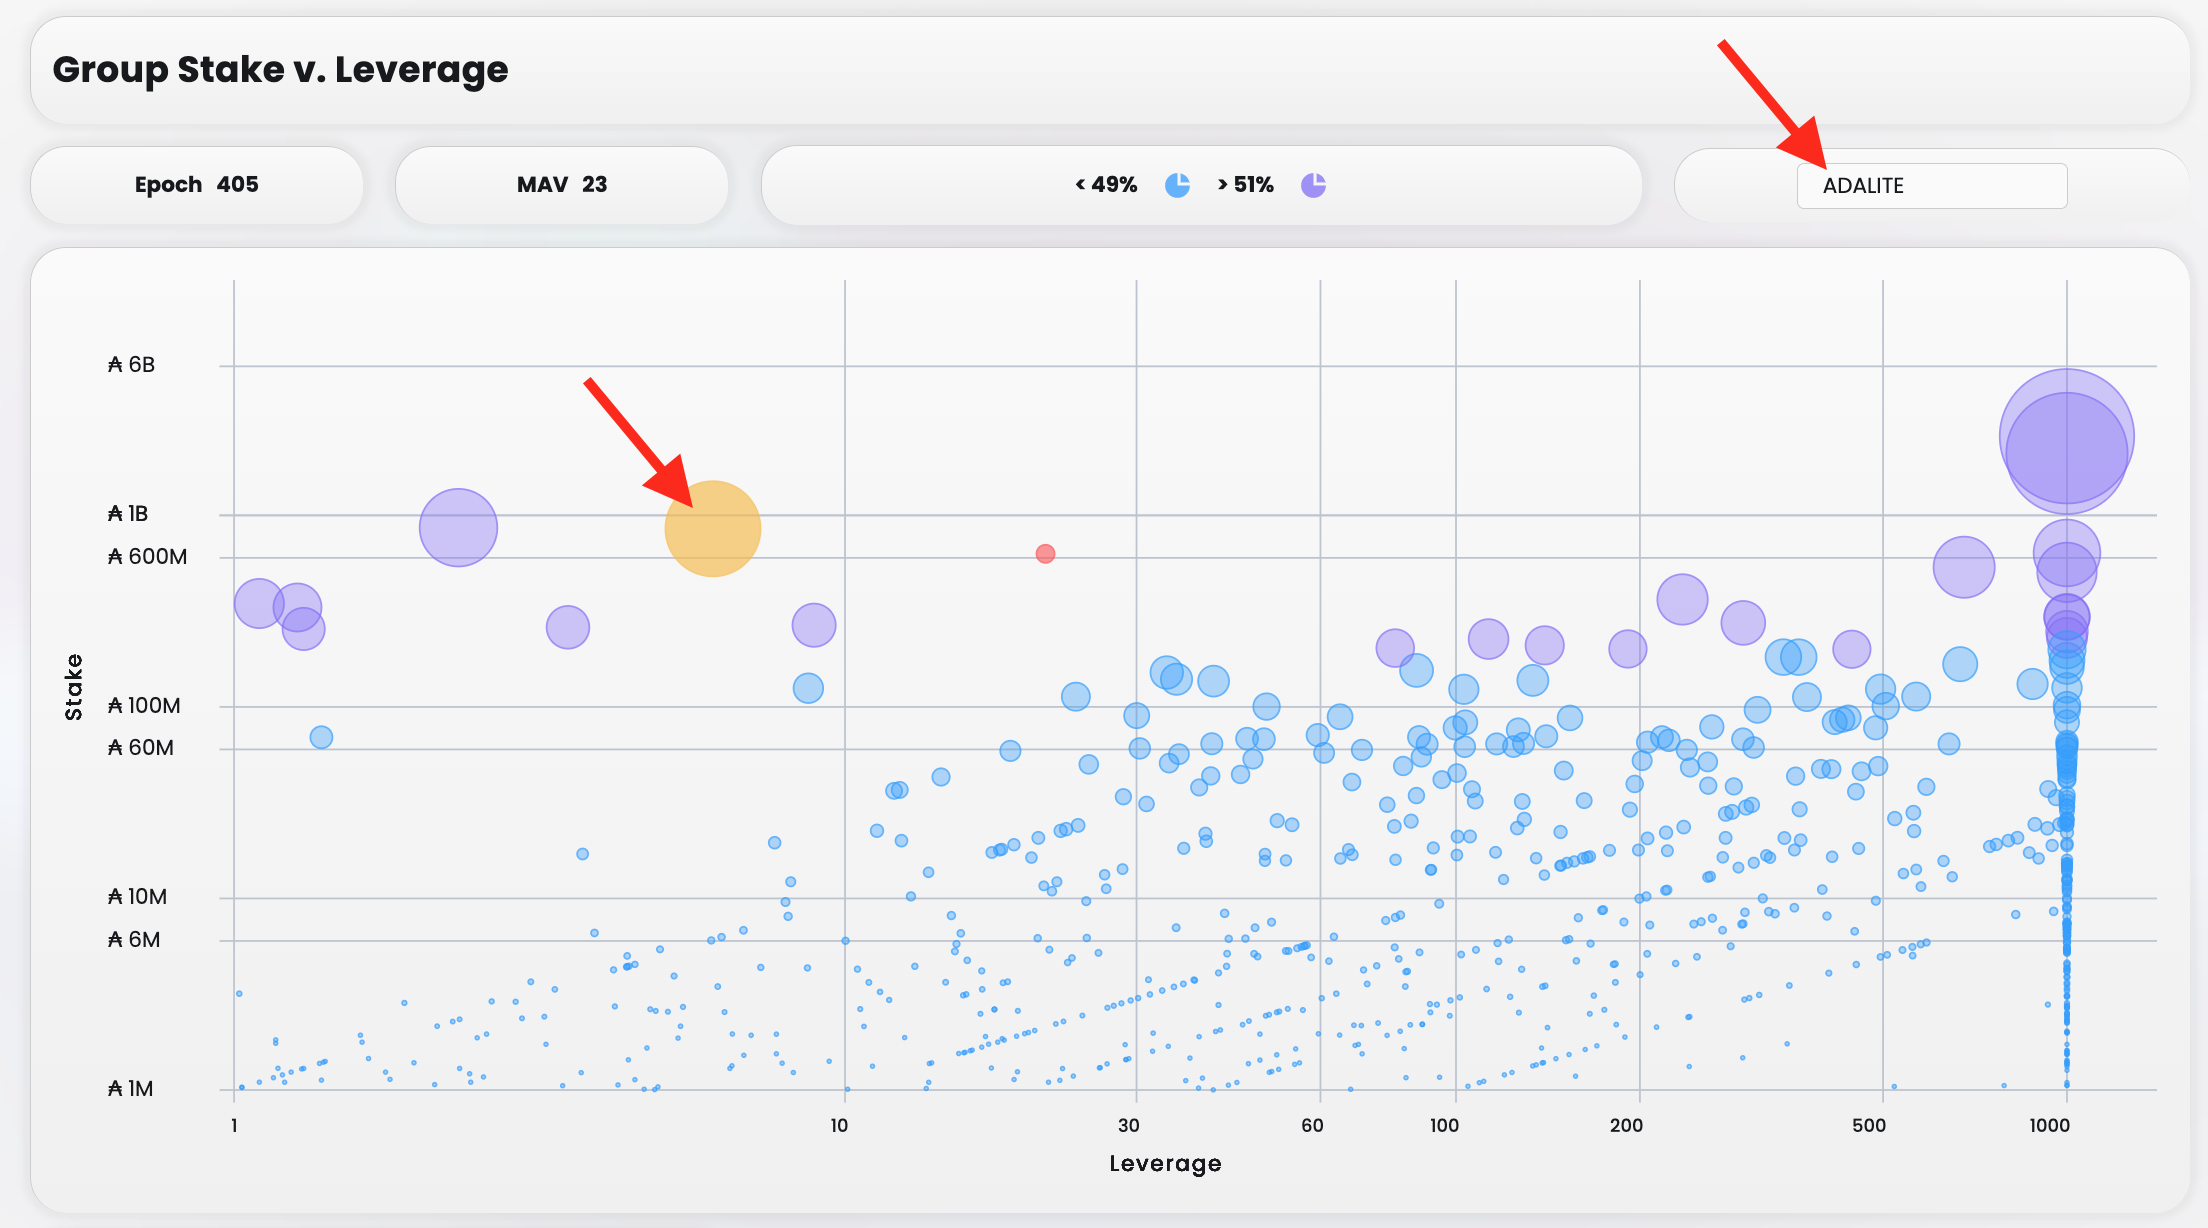 Group Stake v. Leverage
Epoch 405
MAV 23
< 49%
> 51%
ADALITE
₳ 6B
₳ 1B
₳ 600M
₳ 100M
₳ 60M
₳ 10M
₳ 6M
₳ 1M
Stake
1 10 30 60 100 200 500 1000
Leverage